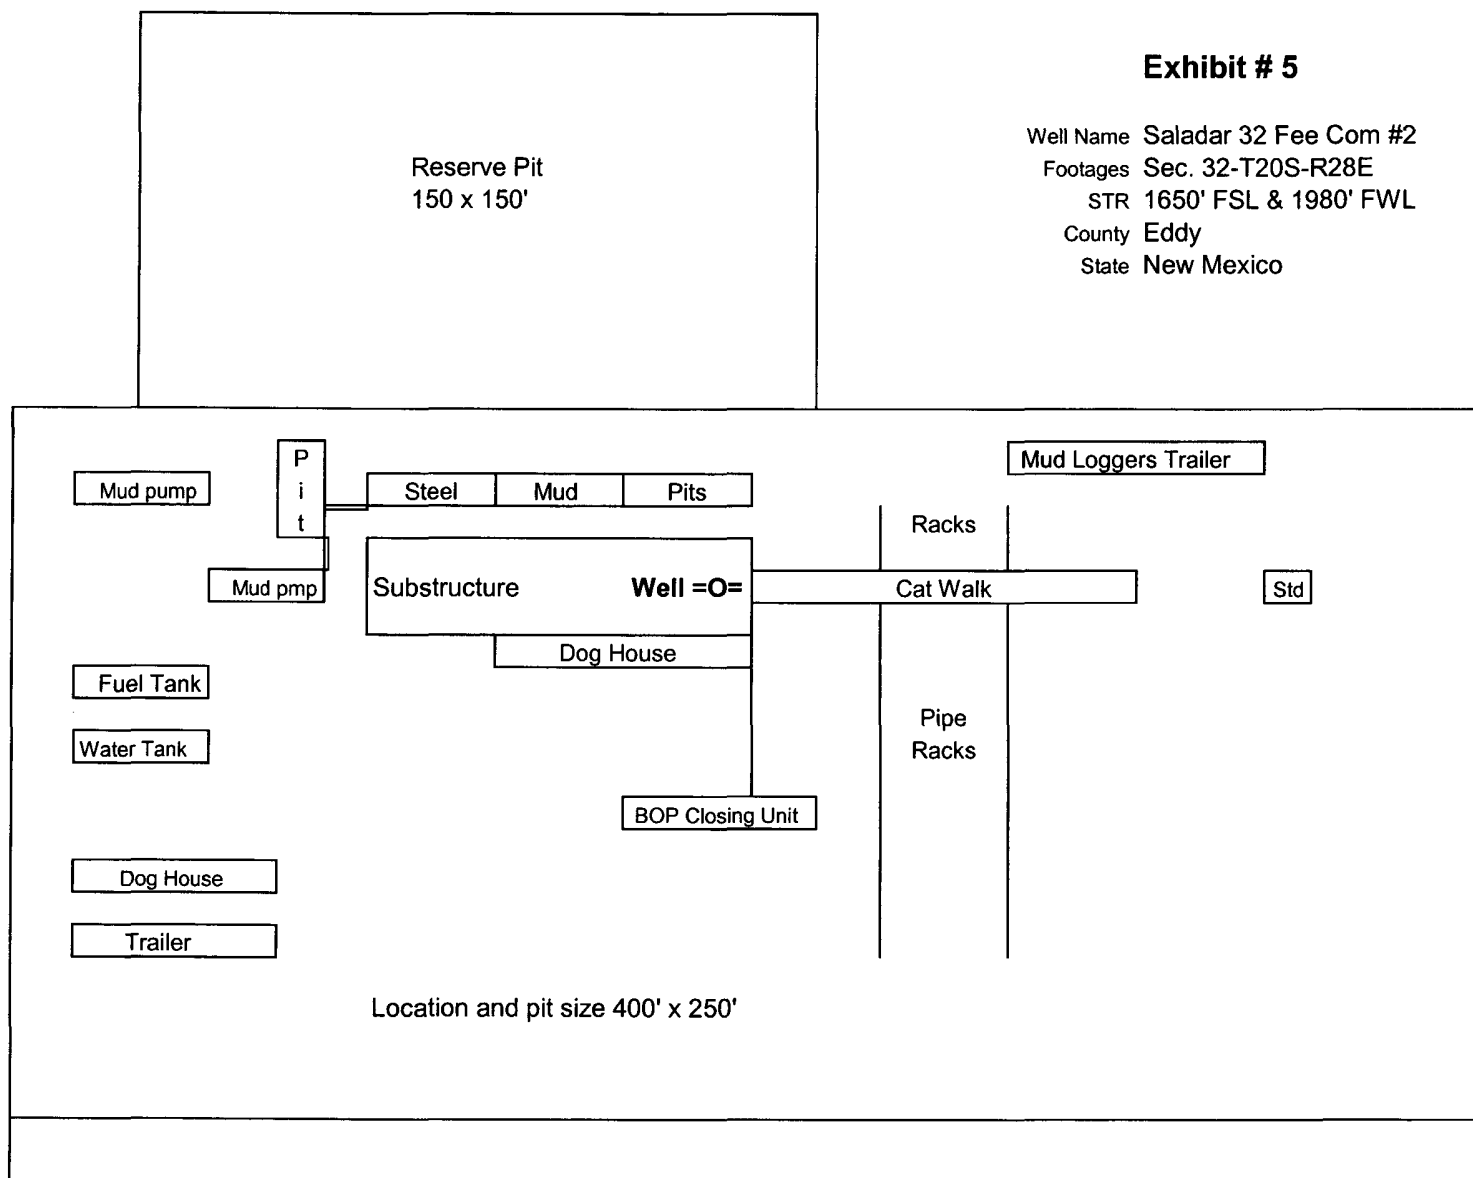 Exhibit # 5
Well Name Saladar 32 Fee Com #2
Footages Sec. 32-T20S-R28E
STR 1650' FSL & 1980' FWL
County Eddy
State New Mexico
Reserve Pit
150 x 150'
Mud pump
P
i
t
Steel Mud Pits
Mud Loggers Trailer
Racks
Mud pmp
Substructure Well =O=
Cat Walk
Std
Dog House
Fuel Tank
Water Tank
Pipe
Racks
BOP Closing Unit
Dog House
Trailer
Location and pit size 400' x 250'